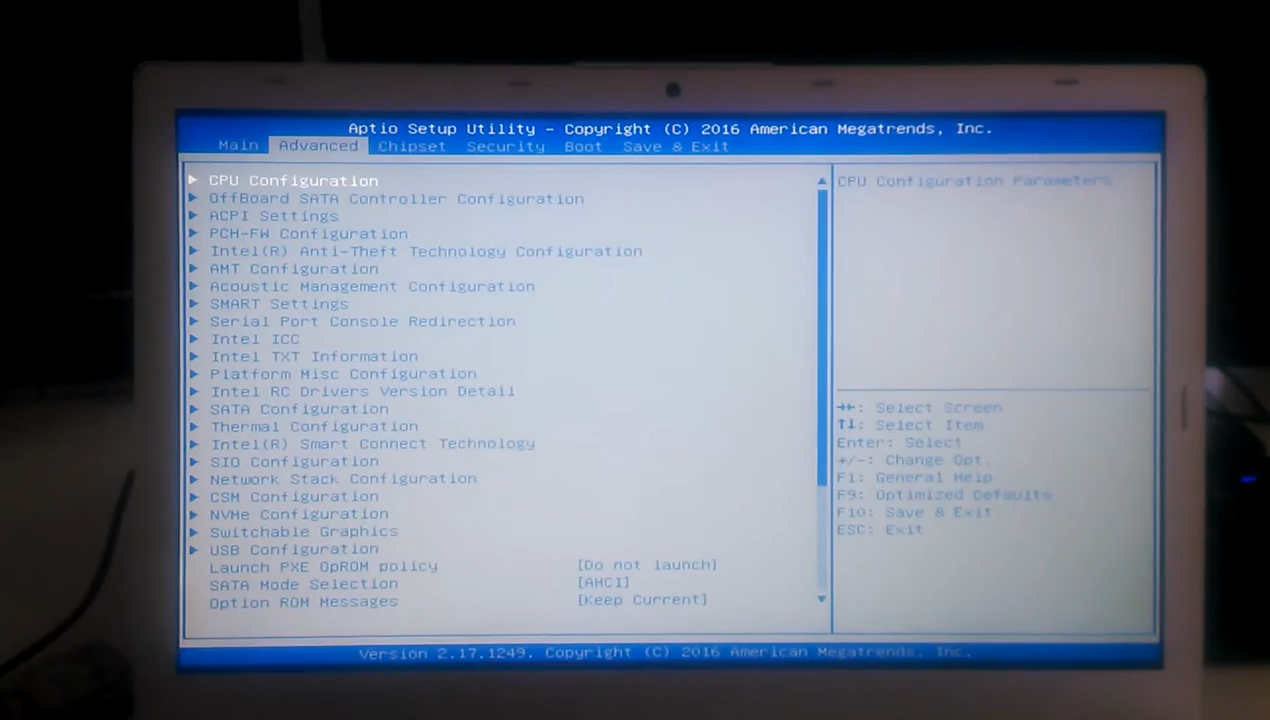 Aptio Setup Utility - Copyright (C) 2016 American Megatrends, Inc.
Main Advanced Chipset Security Boot Save & Exit
► CPU Configuration
► OffBoard SATA Controller Configuration
► ACPI Settings
► PCH-FW Configuration
► Intel(R) Anti-Theft Technology Configuration
► AMT Configuration
► Acoustic Management Configuration
► SMART Settings
► Serial Port Console Redirection
► Intel ICC
► Intel TXT Information
► Platform Misc Configuration
► Intel RC Drivers Version Detail
► SATA Configuration
► Thermal Configuration
► Intel(R) Smart Connect Technology
► SIO Configuration
► Network Stack Configuration
► CSM Configuration
► NVMe Configuration
► Switchable Graphics
► USB Configuration
Launch PXE OpROM policy [Do not launch]
SATA Mode Selection [AHCI]
Option ROM Messages [Keep Current]
CPU Configuration Parameters
→←: Select Screen
↑↓: Select Item
Enter: Select
+/-: Change Opt.
F1: General Help
F9: Optimized Defaults
F10: Save & Exit
ESC: Exit
Version 2.17.1249. Copyright (C) 2016 American Megatrends, Inc.